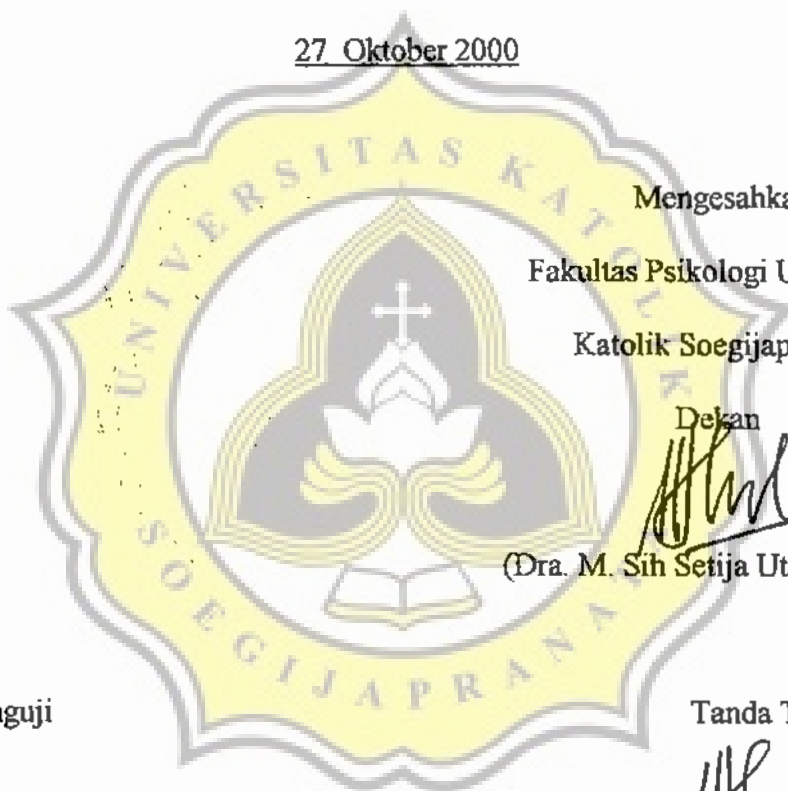 27 Oktober 2000
UNIVERSITAS KATOLIK
SOEGIJAPRANATA
Mengesahka
Fakultas Psikologi U
Katolik Soegijap
Dekan
(Dra. M. Sih Setija Ut
nguji
Tanda T